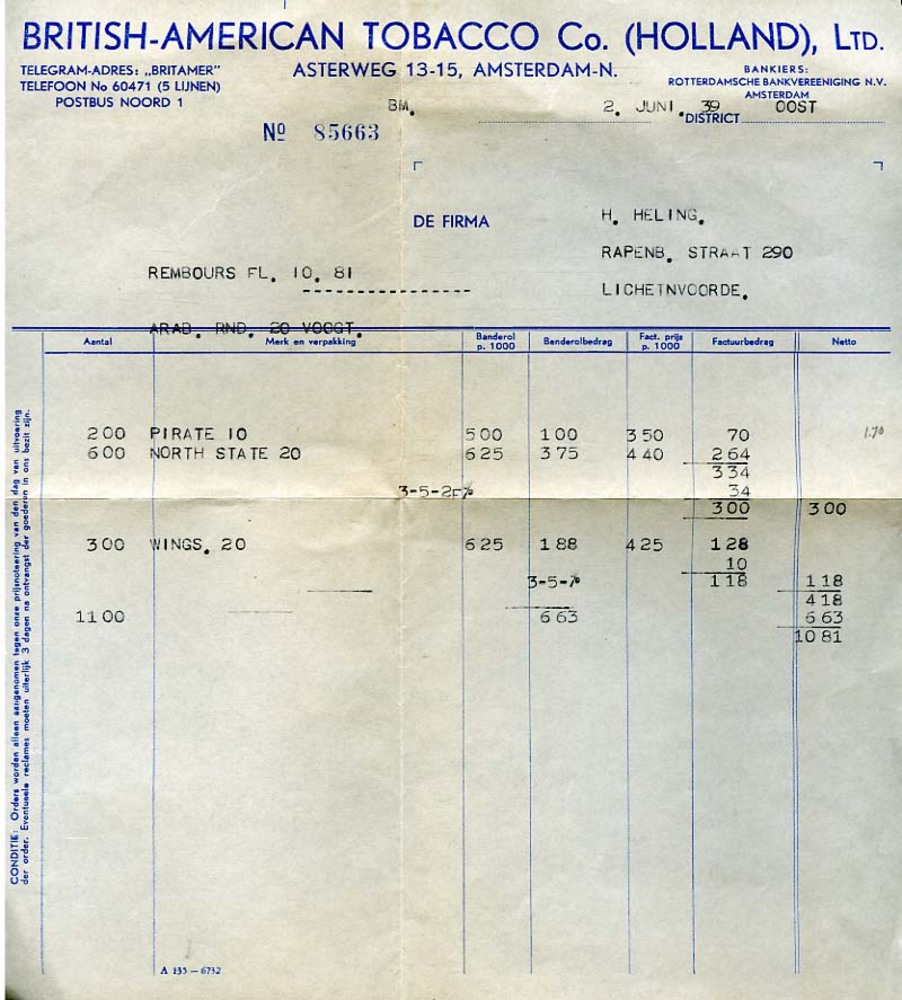 BRITISH-AMERICAN TOBACCO Co. (HOLLAND), LTD.
TELEGRAM-ADRES: „BRITAMER”
TELEFOON No 60471 (5 LIJNEN)
POSTBUS NOORD 1
ASTERWEG 13-15, AMSTERDAM-N.
BANKIERS:
ROTTERDAMSCHE BANKVEREENIGING N.V.
AMSTERDAM
BM. 2. JUNI. 39 OOST
DISTRICT
Nº 85663
DE FIRMA
H. HELING.
RAPENB. STRAAT 290
LICHEINVOORDE.
REMBOURS FL. 10.81
ARAB. RND. 20 VOOGT.
Aantal Merk en verpakking Banderol p. 1000 Banderolbedrag Fact. prijs p. 1000 Factuurbedrag Netto
200 PIRATE 10 500 100 350 70 1.70
600 NORTH STATE 20 625 375 440 264
334
3-5-2 % 34
300 300
300 WINGS. 20 625 188 425 128
10
3-5-% 118 118
418
1100 663 663
1081
CONDITIE: Orders worden alleen aangenomen tegen onze prijsnoteering van den dag van uitvoering
der order. Eventueele reclames moeten uiterlijk 3 dagen na ontvangst der goederen in ons bezit zijn.
A 135 – 6732